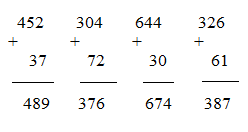 452 304 644 326
+ + + +
37 72 30 61
489 376 674 387